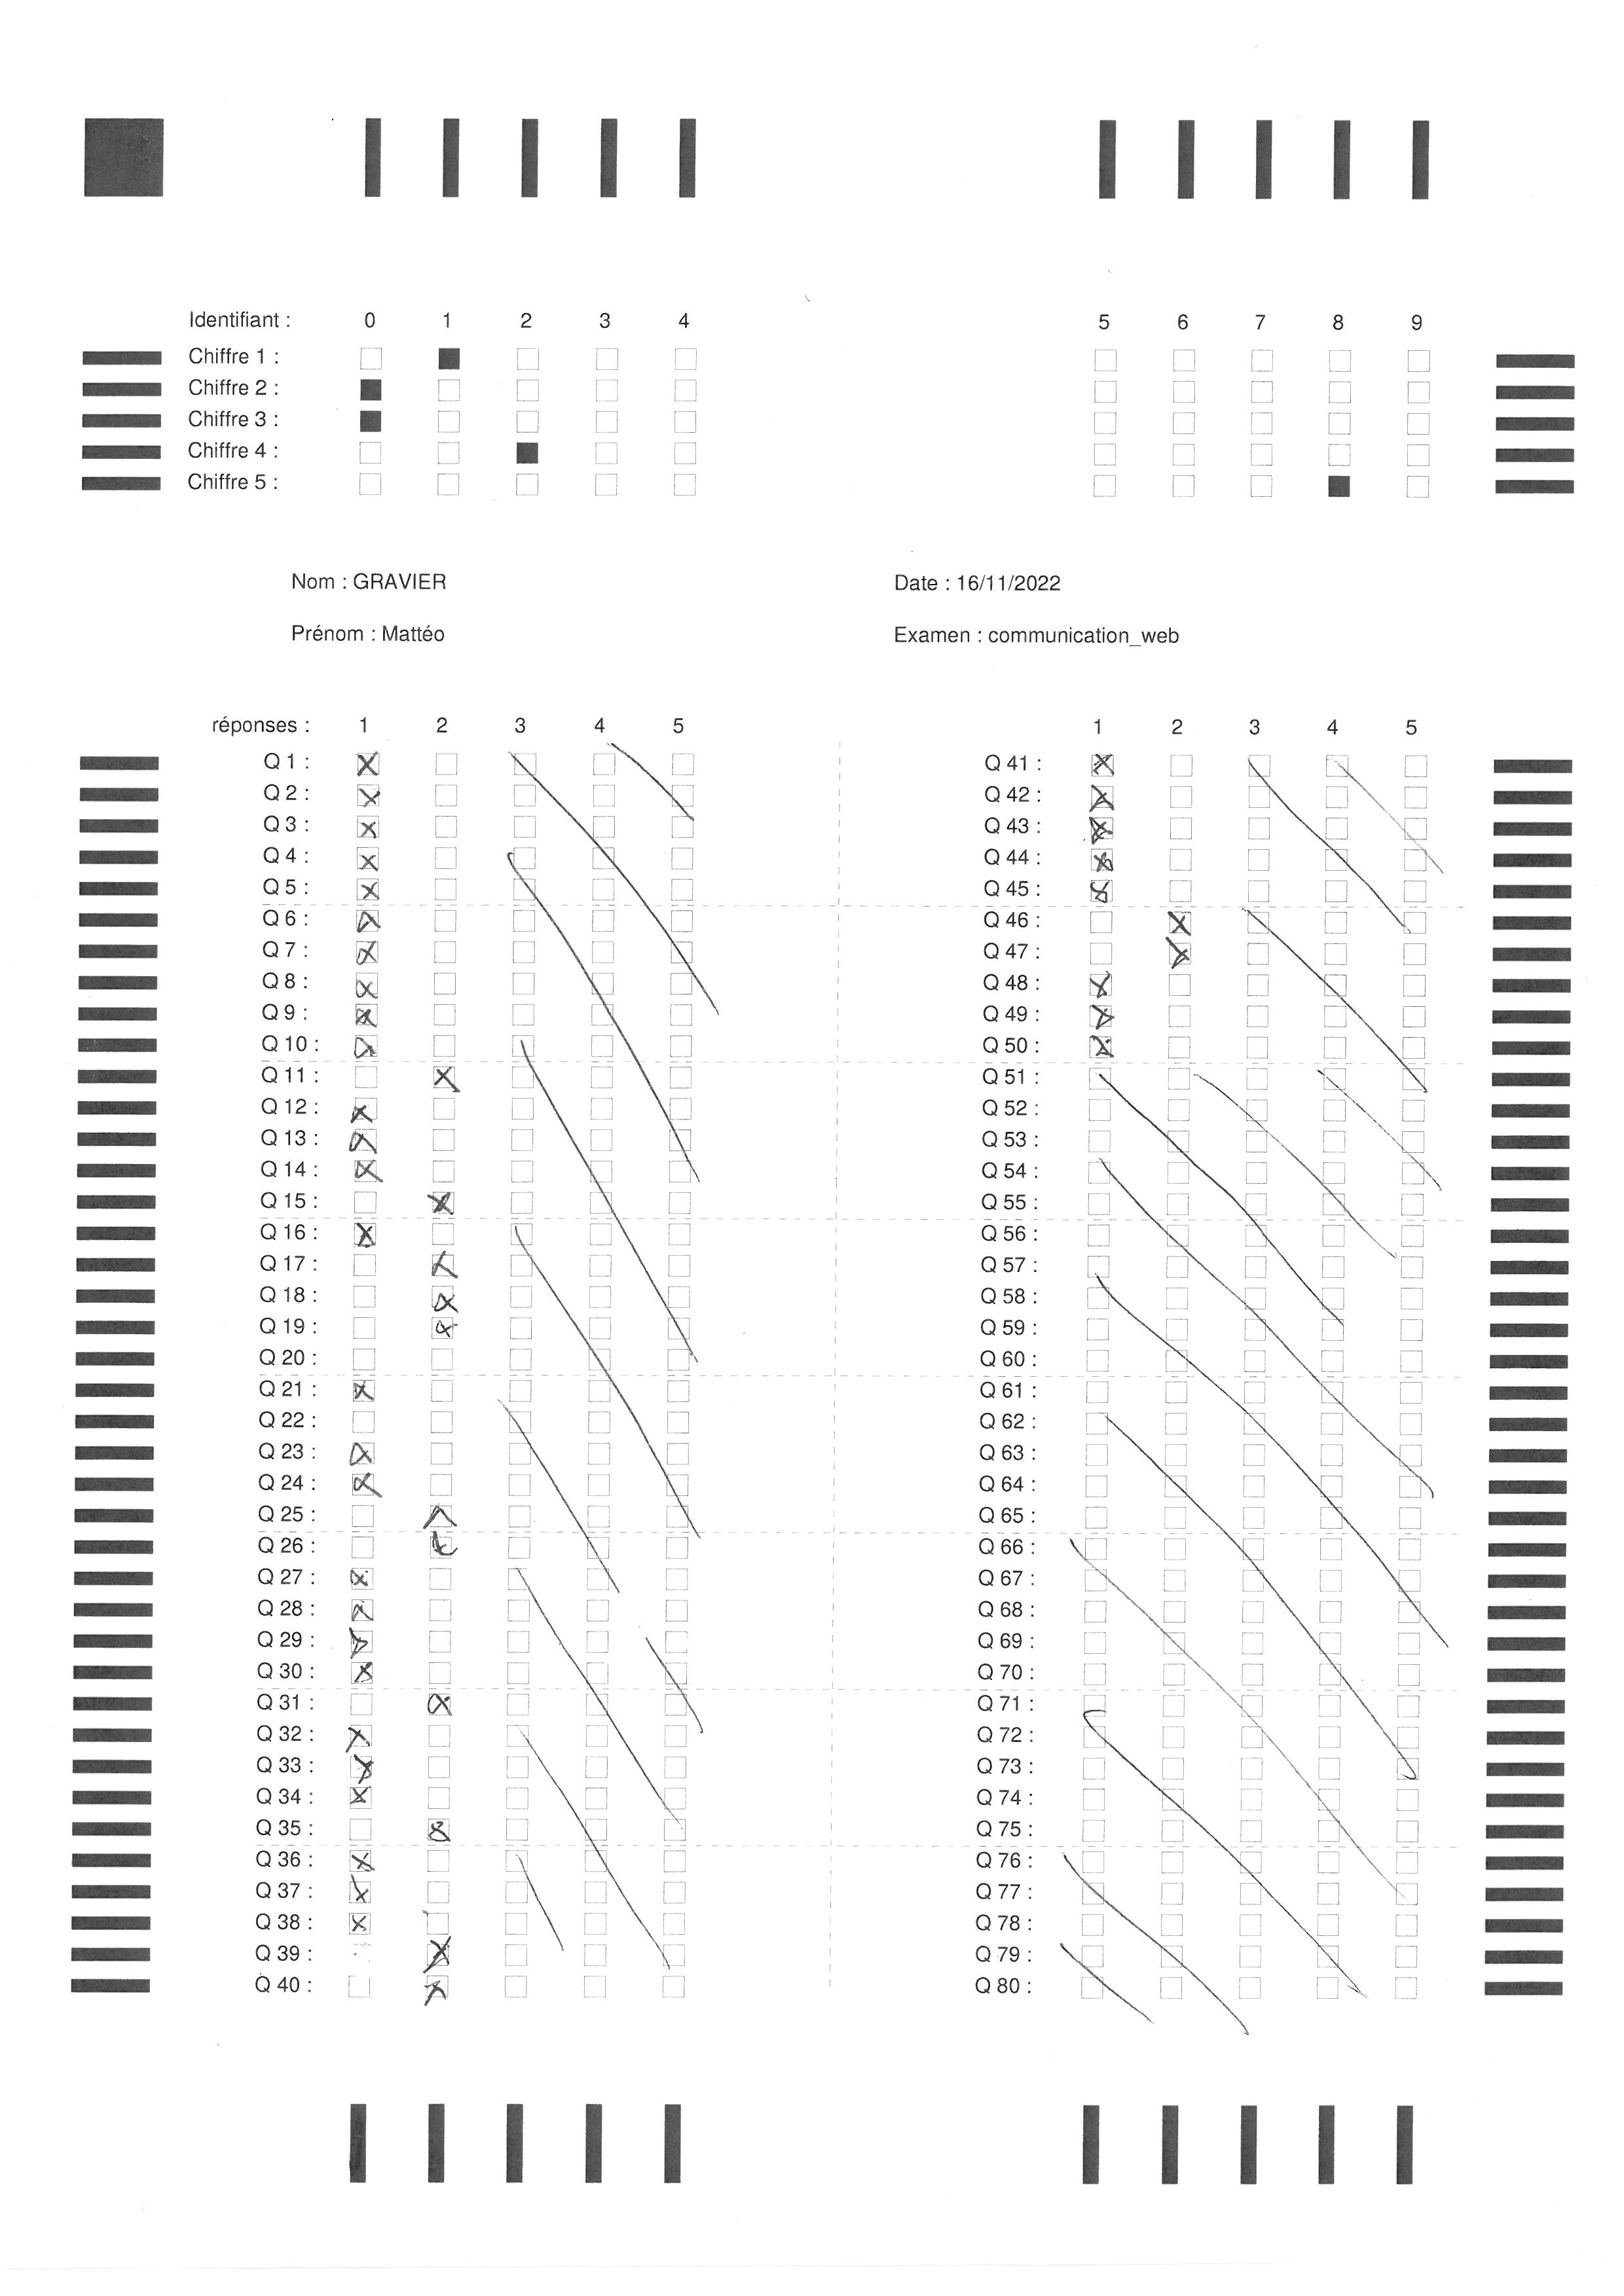 Identifiant : 0 1 2 3 4 5 6 7 8 9
Chiffre 1 :
Chiffre 2 :
Chiffre 3 :
Chiffre 4 :
Chiffre 5 :
Nom : GRAVIER
Date : 16/11/2022
Prénom : Mattéo
Examen : communication_web
réponses : 1 2 3 4 5
Q 1 :
Q 2 :
Q 3 :
Q 4 :
Q 5 :
Q 6 :
Q 7 :
Q 8 :
Q 9 :
Q 10 :
Q 11 :
Q 12 :
Q 13 :
Q 14 :
Q 15 :
Q 16 :
Q 17 :
Q 18 :
Q 19 :
Q 20 :
Q 21 :
Q 22 :
Q 23 :
Q 24 :
Q 25 :
Q 26 :
Q 27 :
Q 28 :
Q 29 :
Q 30 :
Q 31 :
Q 32 :
Q 33 :
Q 34 :
Q 35 :
Q 36 :
Q 37 :
Q 38 :
Q 39 :
Q 40 :
1 2 3 4 5
Q 41 :
Q 42 :
Q 43 :
Q 44 :
Q 45 :
Q 46 :
Q 47 :
Q 48 :
Q 49 :
Q 50 :
Q 51 :
Q 52 :
Q 53 :
Q 54 :
Q 55 :
Q 56 :
Q 57 :
Q 58 :
Q 59 :
Q 60 :
Q 61 :
Q 62 :
Q 63 :
Q 64 :
Q 65 :
Q 66 :
Q 67 :
Q 68 :
Q 69 :
Q 70 :
Q 71 :
Q 72 :
Q 73 :
Q 74 :
Q 75 :
Q 76 :
Q 77 :
Q 78 :
Q 79 :
Q 80 :